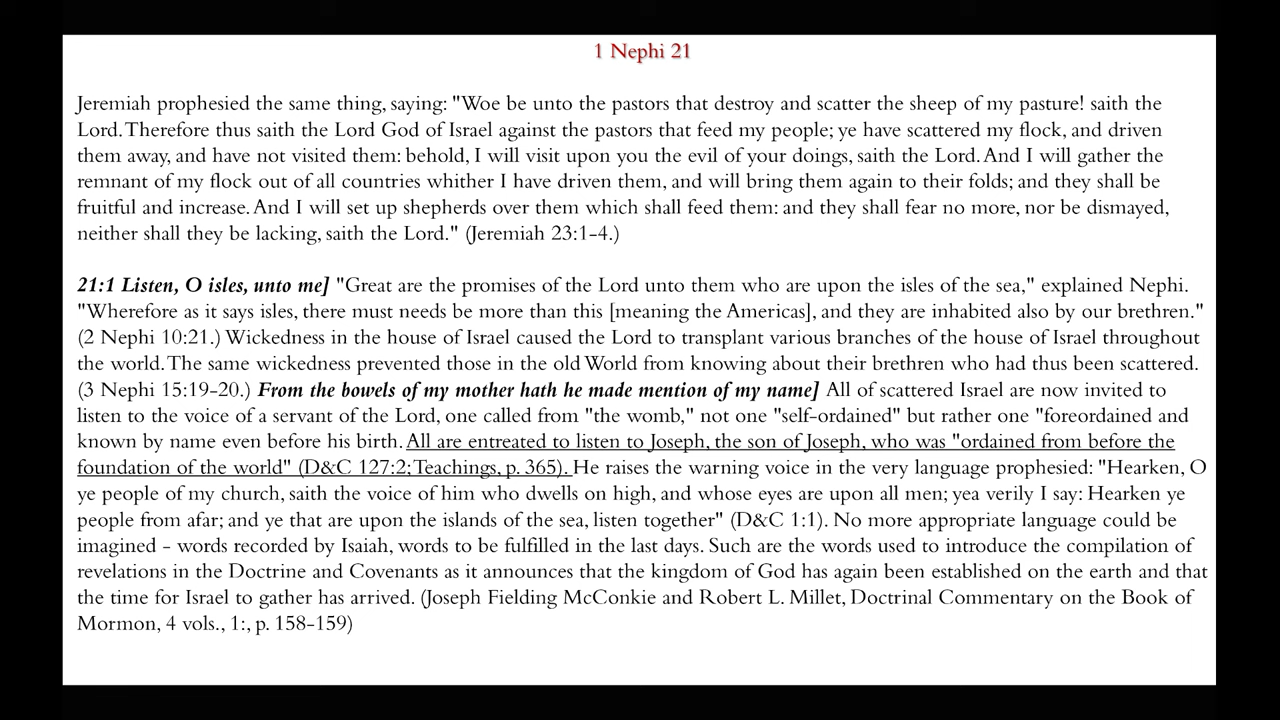 1 Nephi 21
Jeremiah prophesied the same thing, saying: "Woe be unto the pastors that destroy and scatter the sheep of my pasture! saith the
Lord. Therefore thus saith the Lord God of Israel against the pastors that feed my people; ye have scattered my flock, and driven
them away, and have not visited them: behold, I will visit upon you the evil of your doings, saith the Lord. And I will gather the
remnant of my flock out of all countries whither I have driven them, and will bring them again to their folds; and they shall be
fruitful and increase. And I will set up shepherds over them which shall feed them: and they shall fear no more, nor be dismayed,
neither shall they be lacking, saith the Lord." (Jeremiah 23:1-4.)
21:1 Listen, O isles, unto me] "Great are the promises of the Lord unto them who are upon the isles of the sea," explained Nephi.
"Wherefore as it says isles, there must needs be more than this [meaning the Americas], and they are inhabited also by our brethren."
(2 Nephi 10:21.) Wickedness in the house of Israel caused the Lord to transplant various branches of the house of Israel throughout
the world. The same wickedness prevented those in the old World from knowing about their brethren who had thus been scattered.
(3 Nephi 15:19-20.) From the bowels of my mother hath he made mention of my name] All of scattered Israel are now invited to
listen to the voice of a servant of the Lord, one called from "the womb," not one "self-ordained" but rather one "foreordained and
known by name even before his birth. All are entreated to listen to Joseph, the son of Joseph, who was "ordained from before the
foundation of the world" (D&C 127:2; Teachings, p. 365). He raises the warning voice in the very language prophesied: "Hearken, O
ye people of my church, saith the voice of him who dwells on high, and whose eyes are upon all men; yea verily I say: Hearken ye
people from afar; and ye that are upon the islands of the sea, listen together" (D&C 1:1). No more appropriate language could be
imagined - words recorded by Isaiah, words to be fulfilled in the last days. Such are the words used to introduce the compilation of
revelations in the Doctrine and Covenants as it announces that the kingdom of God has again been established on the earth and that
the time for Israel to gather has arrived. (Joseph Fielding McConkie and Robert L. Millet, Doctrinal Commentary on the Book of
Mormon, 4 vols., 1:, p. 158-159)